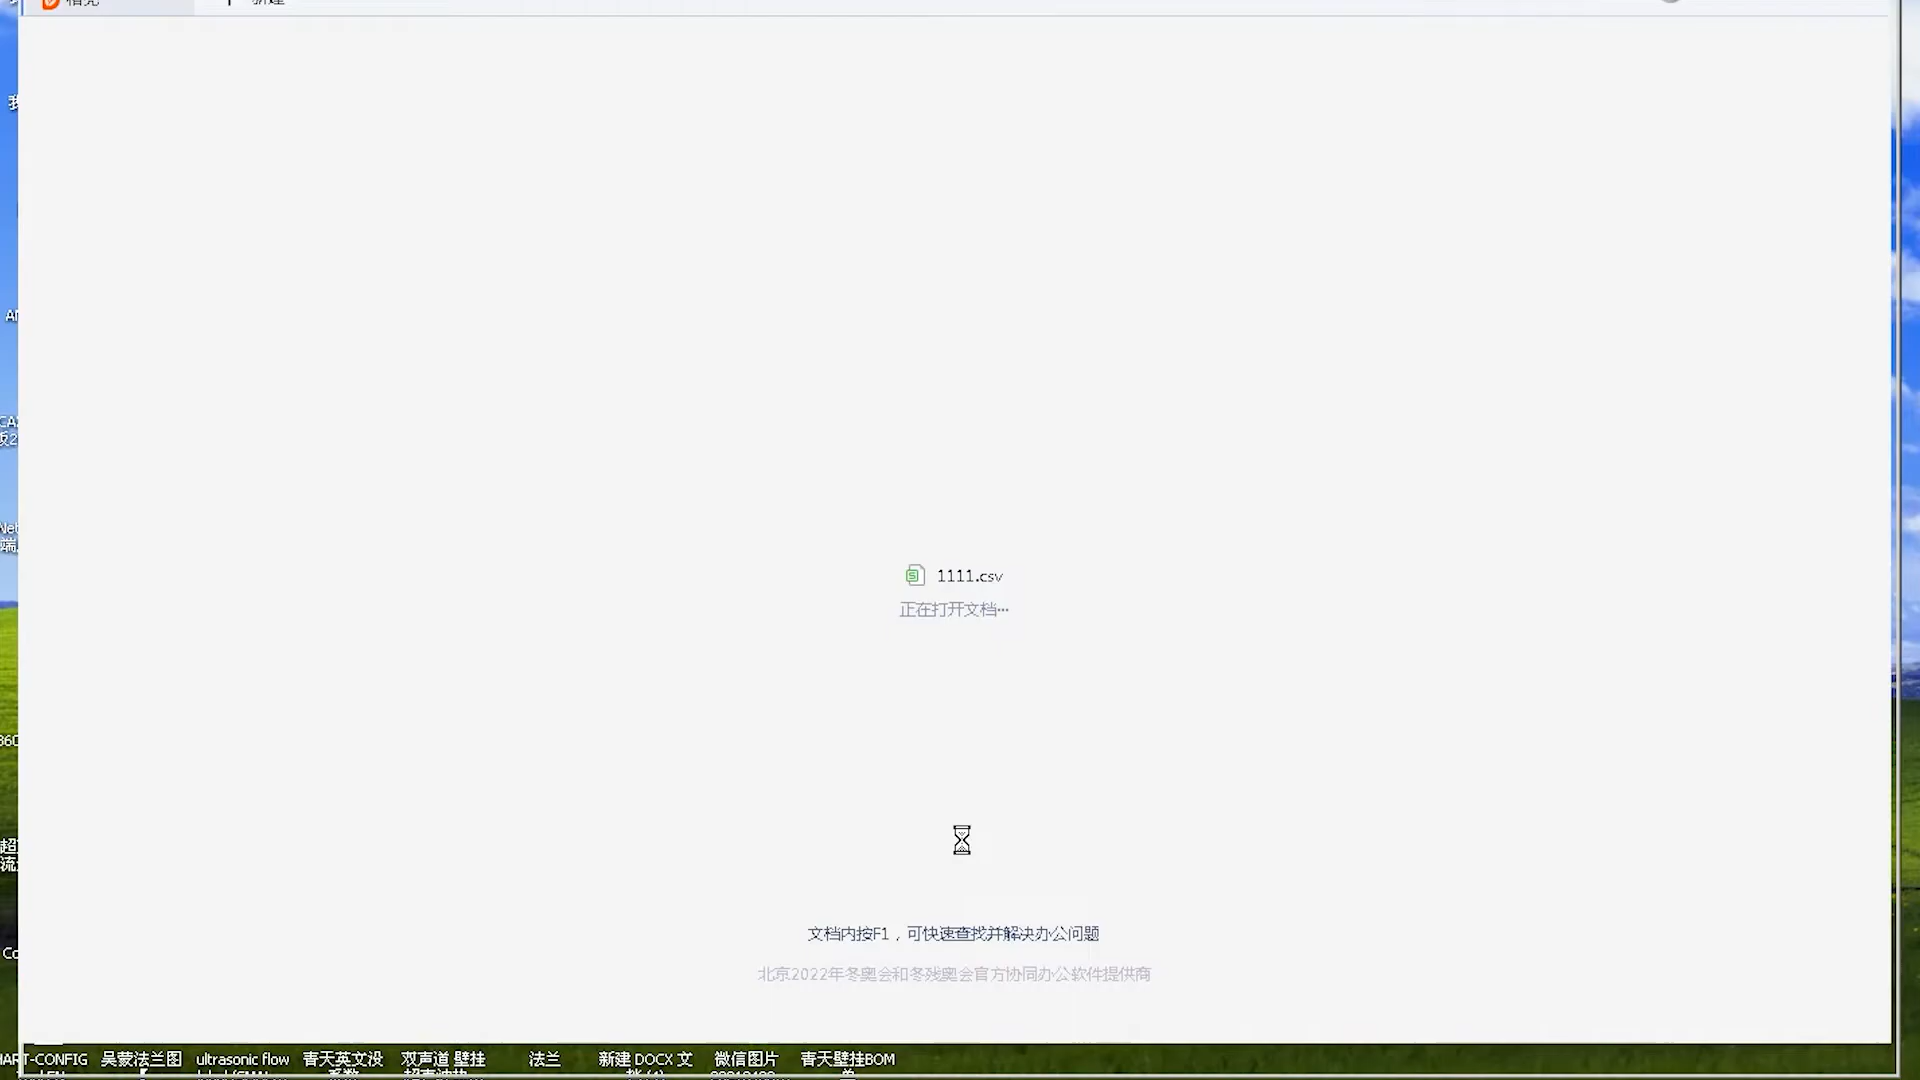 新建
1111.csv
正在打开文档···
文档内按F1，可快速查找并解决办公问题
北京2022年冬奥会和冬残奥会官方协同办公软件提供商
HART-CONFIG
吴蒙法兰图
ultrasonic flow
青天英文没
双声道 壁挂
法兰
新建 DOCX 文
微信图片
青天壁挂BOM